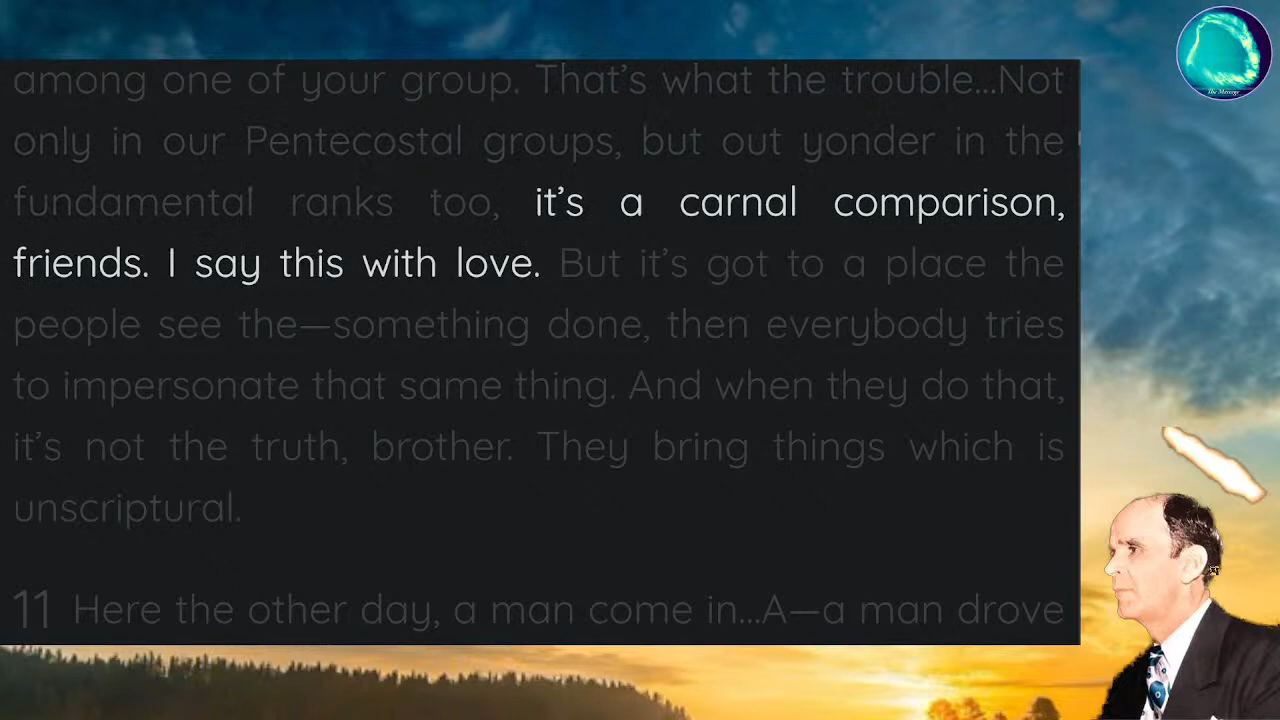 among one of your group. That's what the trouble...Not
only in our Pentecostal groups, but out yonder in the
fundamental ranks too, it's a carnal comparison,
friends. I say this with love. But it's got to a place the
people see the—something done, then everybody tries
to impersonate that same thing. And when they do that,
it's not the truth, brother. They bring things which is
unscriptural.
11 Here the other day, a man come in...A—a man drove
The Message